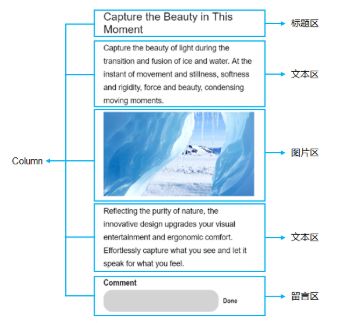 Capture the Beauty in This
Moment
标题区
Capture the beauty of light during the
transition and fusion of ice and water. At the
instant of movement and stillness, softness
and rigidity, force and beauty, condensing
moving moments.
文本区
Column
图片区
Reflecting the purity of nature, the
innovative design upgrades your visual
entertainment and ergonomic comfort.
Effortlessly capture what you see and let it
speak for what you feel.
文本区
Comment
Done
留言区